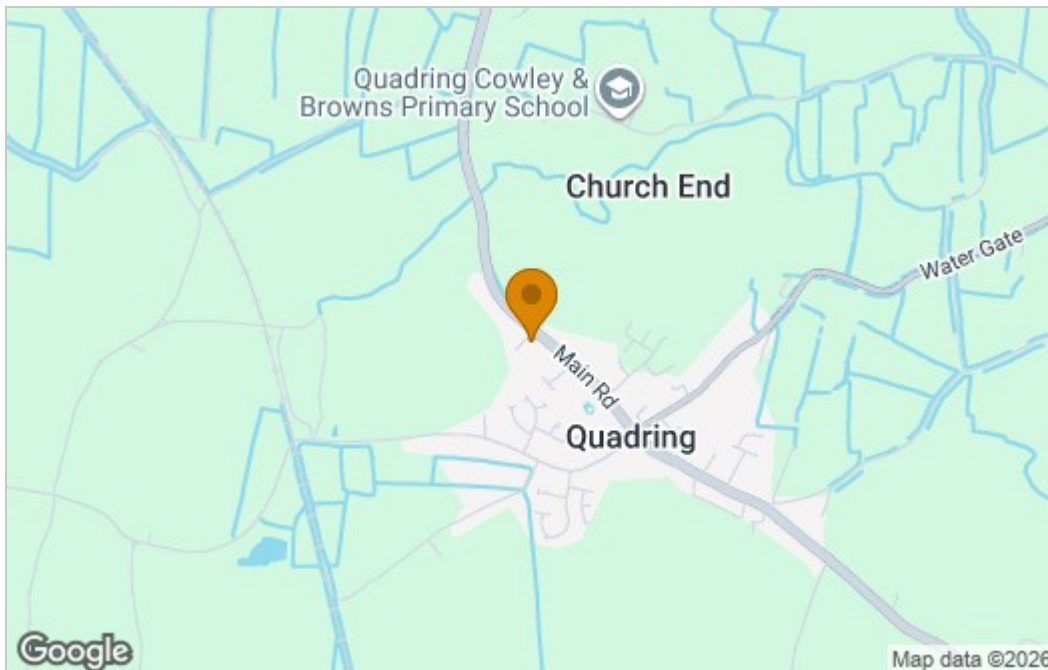 Quadring Cowley &
Browns Primary School
Church End
Water Gate
Main Rd
Quadring
Google
Map data ©2026